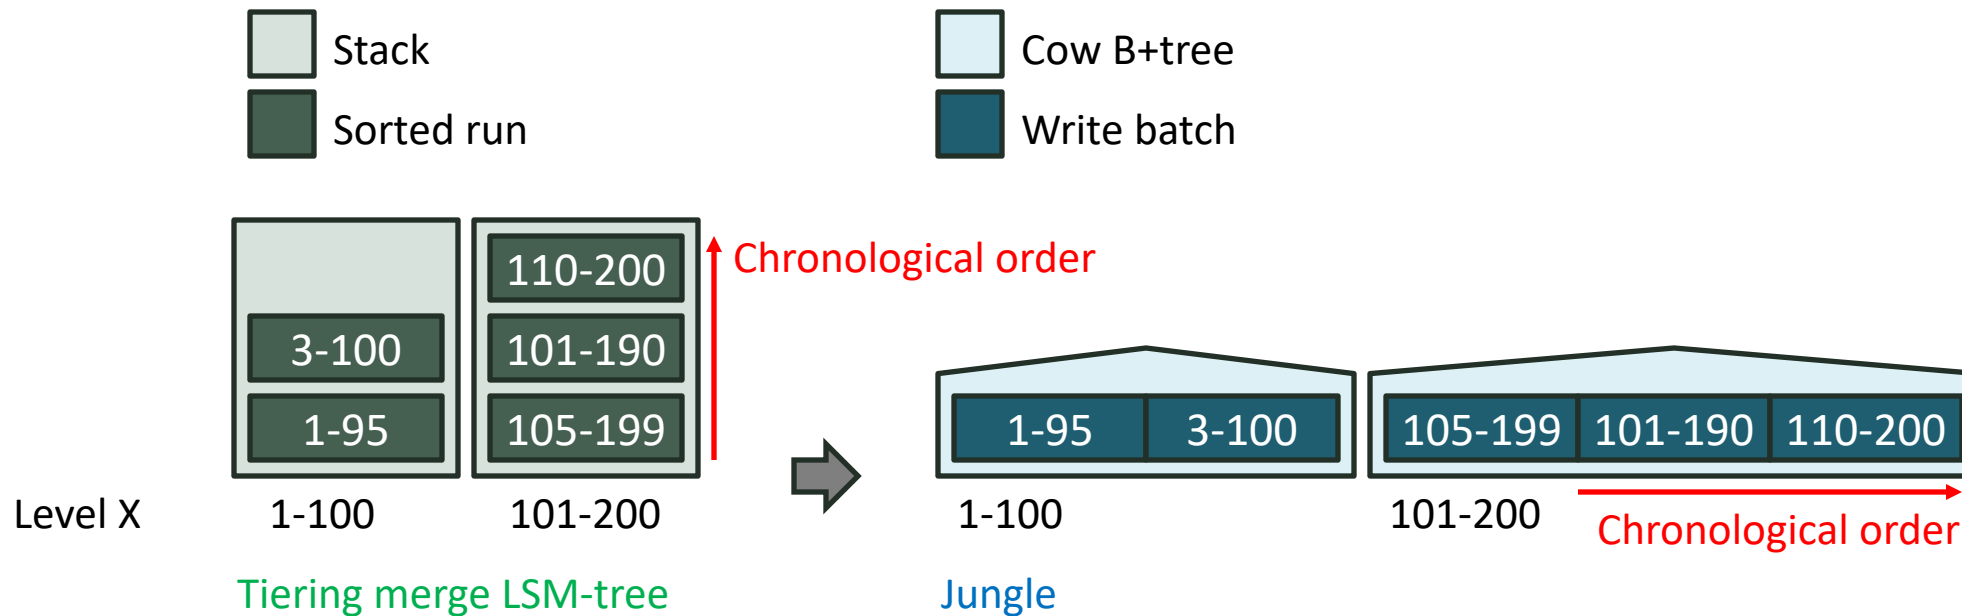 Stack
Cow B+tree
Sorted run
Write batch
110-200
Chronological order
3-100
101-190
1-95
105-199
1-95
3-100
105-199
101-190
110-200
Level X
1-100
101-200
1-100
101-200
Chronological order
Tiering merge LSM-tree
Jungle